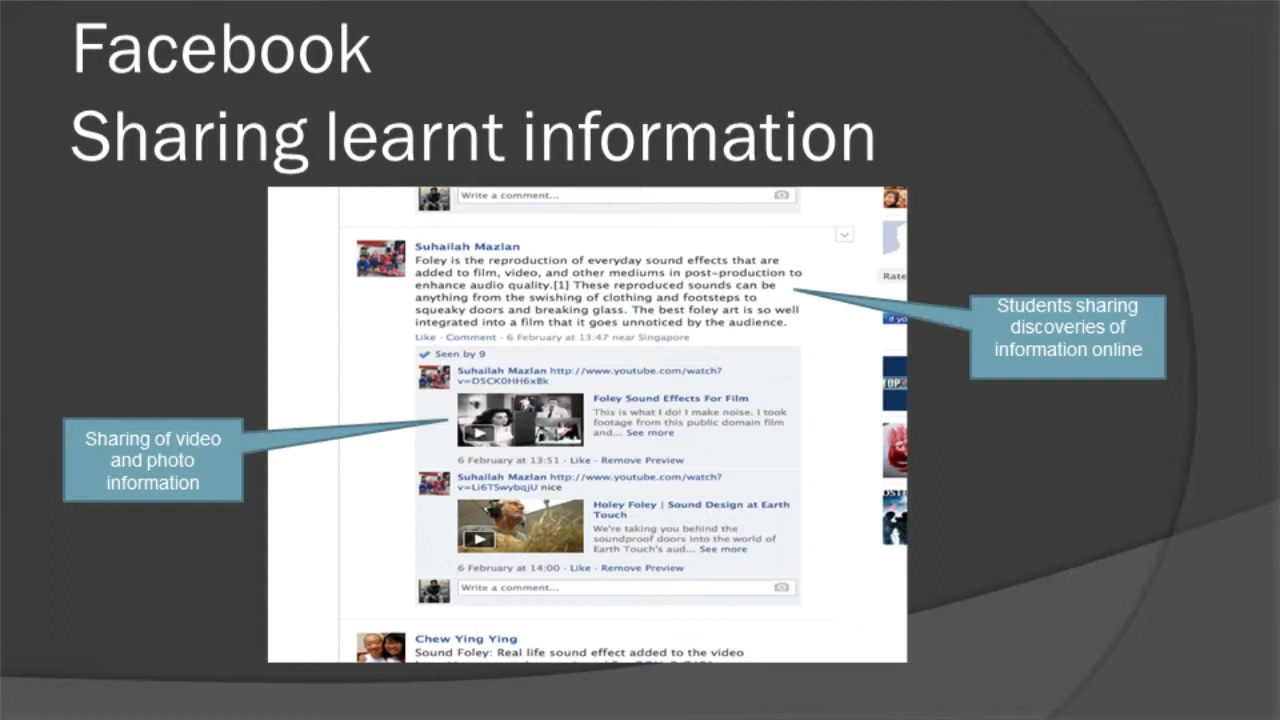 Facebook
Sharing learnt information
Write a comment...
Suhailah Mazlan
Foley is the reproduction of everyday sound effects that are
added to film, video, and other mediums in post-production to
enhance audio quality.[1] These reproduced sounds can be
anything from the swishing of clothing and footsteps to
squeaky doors and breaking glass. The best foley art is so well
integrated into a film that it goes unnoticed by the audience.
Like · Comment · 6 February at 13:47 near Singapore
Seen by 9
Suhailah Mazlan http://www.youtube.com/watch?
v=D5CK0HH6xBk
Foley Sound Effects For Film
This is what I do! I make noise. I took
footage from this public domain film
and... See more
6 February at 13:51 · Like · Remove Preview
Suhailah Mazlan http://www.youtube.com/watch?
v=Li6TSwybqjU nice
Holey Foley | Sound Design at Earth
Touch
We're taking you behind the
soundproof doors into the world of
Earth Touch's aud... See more
6 February at 14:00 · Like · Remove Preview
Write a comment...
Chew Ying Ying
Sound Foley: Real life sound effect added to the video
Rate
if yo
TOP
OST
Students sharing
discoveries of
information online
Sharing of video
and photo
information